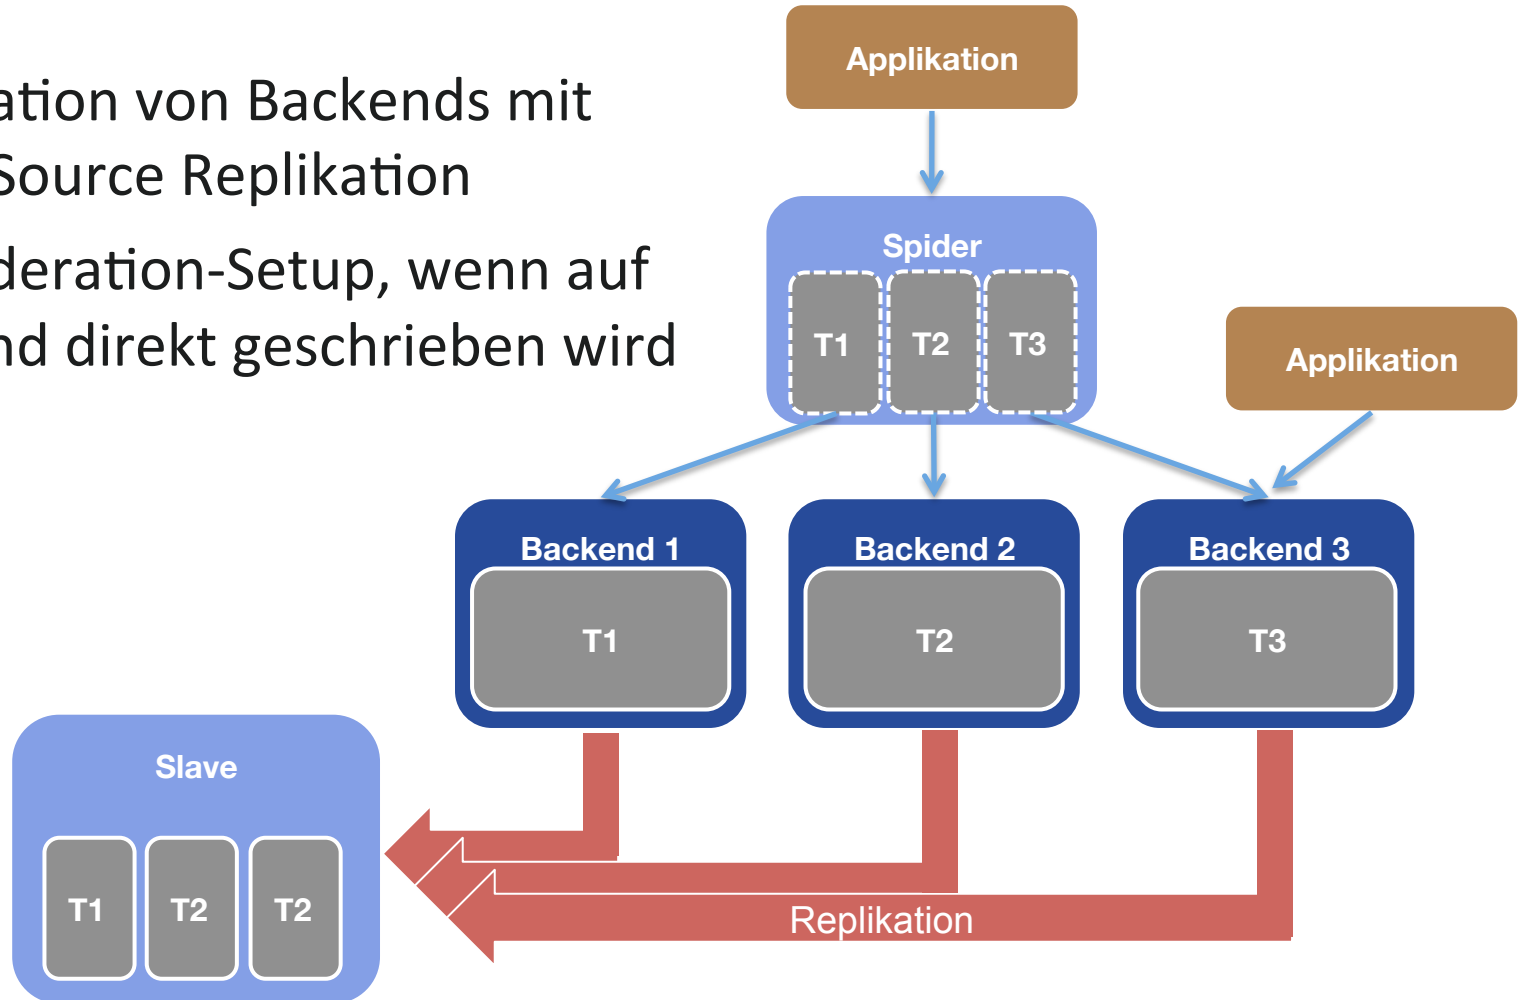 ation von Backends mit
Source Replikation
deration-Setup, wenn auf
nd direkt geschrieben wird
Applikation
Spider
T1 T2 T3
Applikation
Backend 1 Backend 2 Backend 3
T1 T2 T3
Slave
T1 T2 T2
Replikation